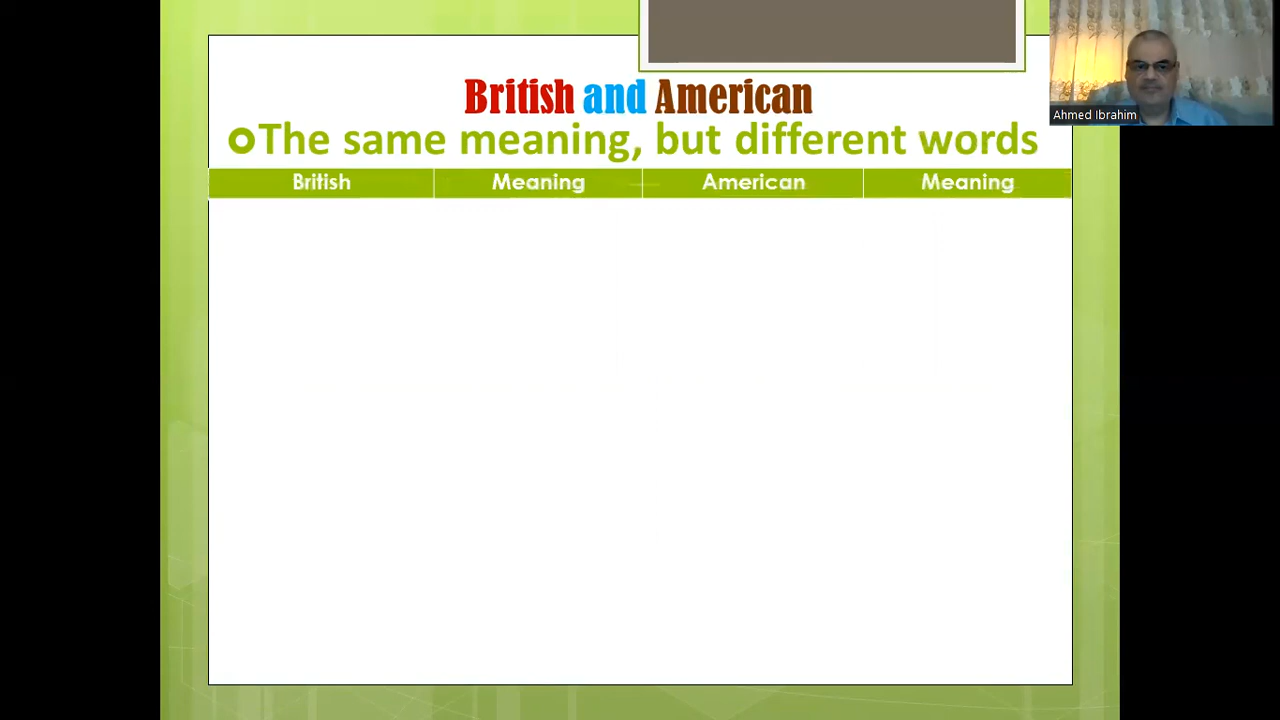 British and American
The same meaning, but different words
British Meaning American Meaning
Ahmed Ibrahim